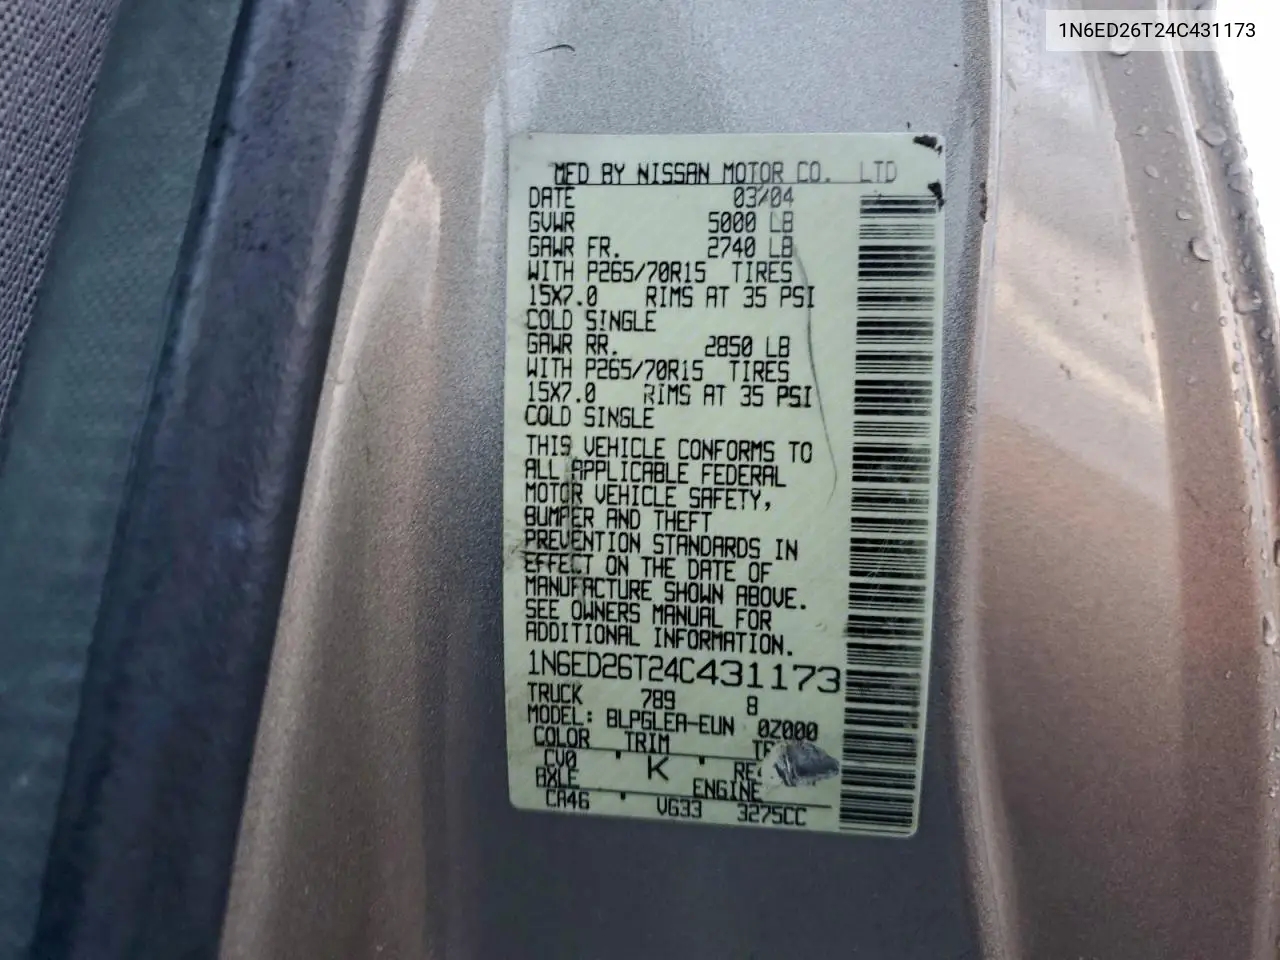 1N6ED26T24C431173
MFD BY NISSAN MOTOR CO. LTD
DATE 03/04
GVWR 5000 LB
GAWR FR. 2740 LB
WITH P265/70R15 TIRES
15X7.0 RIMS AT 35 PSI
COLD SINGLE
GAWR RR. 2850 LB
WITH P265/70R15 TIRES
15X7.0 RIMS AT 35 PSI
COLD SINGLE
THIS VEHICLE CONFORMS TO
ALL APPLICABLE FEDERAL
MOTOR VEHICLE SAFETY,
BUMPER AND THEFT
PREVENTION STANDARDS IN
EFFECT ON THE DATE OF
MANUFACTURE SHOWN ABOVE.
SEE OWNERS MANUAL FOR
ADDITIONAL INFORMATION.
1N6ED26T24C431173
TRUCK 789 8
MODEL: BLPGLEA-EUN 0Z000
COLOR TRIM
CV0 K
AXLE ENGINE
CA46 VG33 3275CC